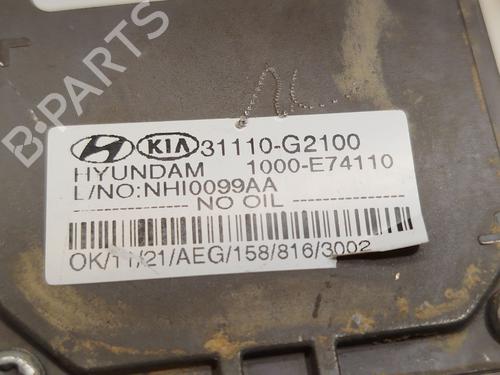 B-PARTS
KIA 31110-G2100
HYUNDAM 1000-E74110
L/NO:NHI0099AA
NO OIL
OK/11/21/AEG/158/816/3002